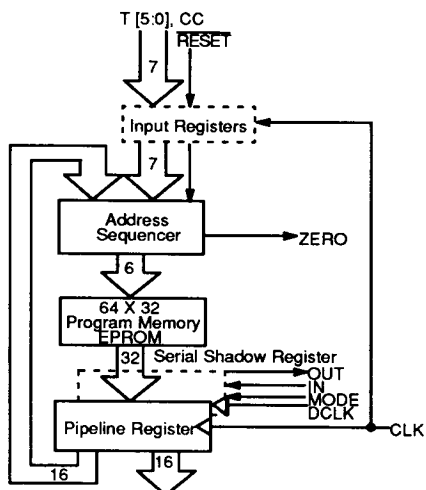 T [5:0], CC
RESET
7
Input Registers
7
Address
Sequencer
ZERO
6
64 X 32
Program Memory
EPROM
32
Serial Shadow Register
OUT
IN
MODE
DCLK
Pipeline Register
CLK
16
16